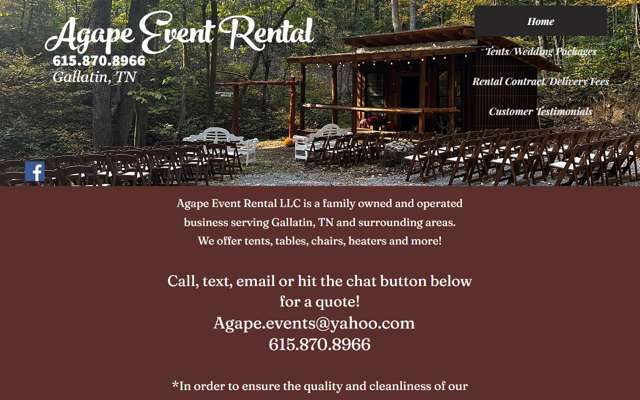 Agape Event Rental
615.870.8966
Gallatin, TN
Home
Tents/Wedding Packages
Rental Contract/Delivery Fees
Customer Testimonials
f
Agape Event Rental LLC is a family owned and operated
business serving Gallatin, TN and surrounding areas.
We offer tents, tables, chairs, heaters and more!
Call, text, email or hit the chat button below
for a quote!
Agape.events@yahoo.com
615.870.8966
*In order to ensure the quality and cleanliness of our